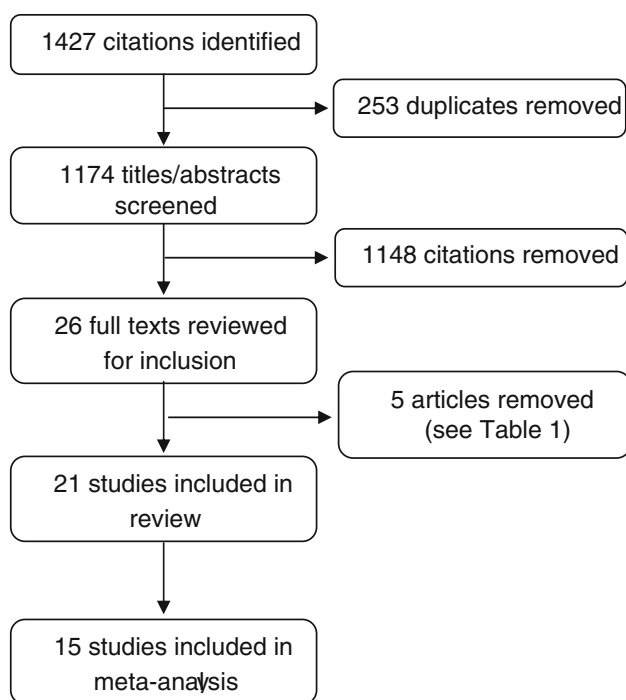 1427 citations identified
253 duplicates removed
1174 titles/abstracts
screened
1148 citations removed
26 full texts reviewed
for inclusion
5 articles removed
(see Table 1)
21 studies included in
review
15 studies included in
meta-analysis